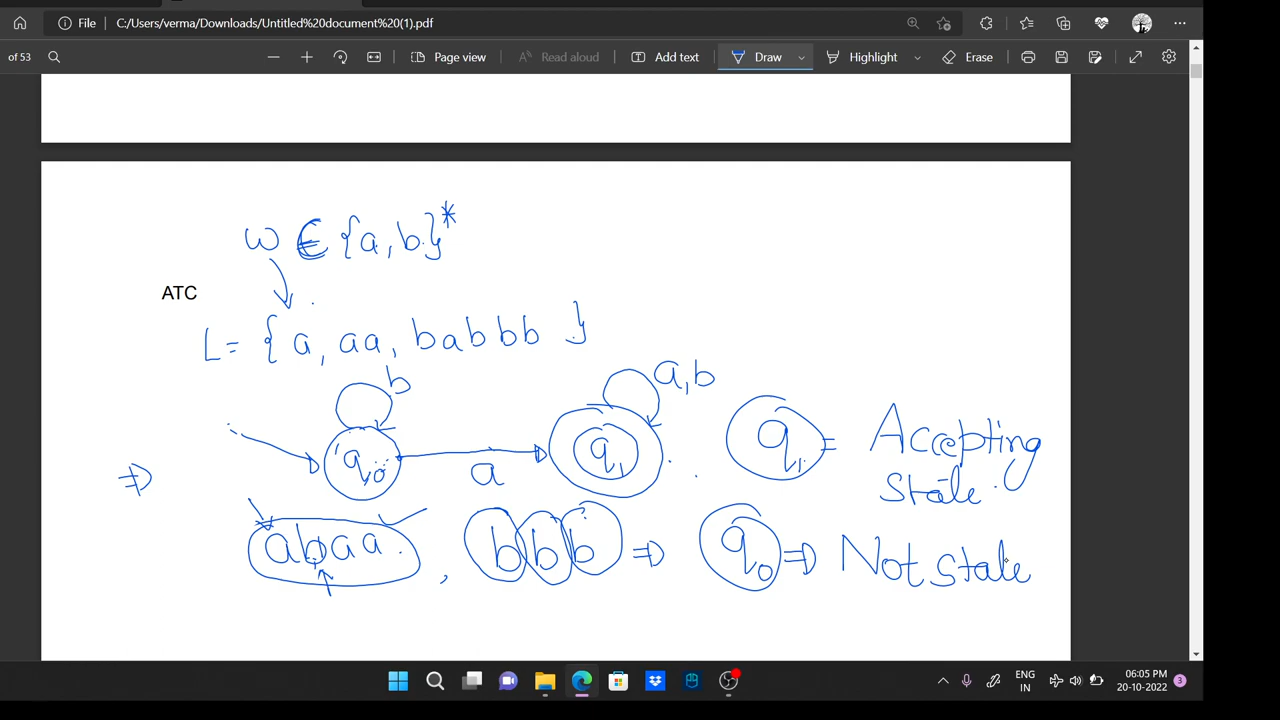 File C:/Users/verma/Downloads/Untitled%20document%20(1).pdf
of 53 Page view Read aloud Add text Draw Highlight Erase
w € {a, b}*
ATC
L = { a, aa, babbb }
b
a,b
q0 a q1 q1 = Accepting
State.
abaa. , bbb ⇒ q0 ⇒ Not State
ENG 06:05 PM
IN 20-10-2022 3